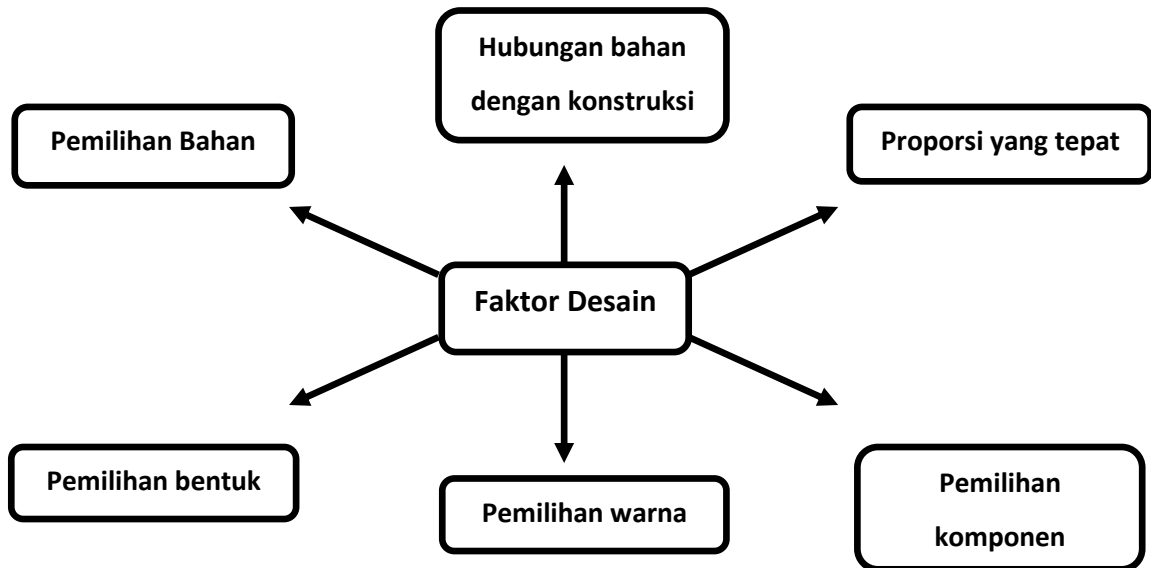 Hubungan bahan
dengan konstruksi
Pemilihan Bahan
Proporsi yang tepat
Faktor Desain
Pemilihan bentuk
Pemilihan warna
Pemilihan
komponen